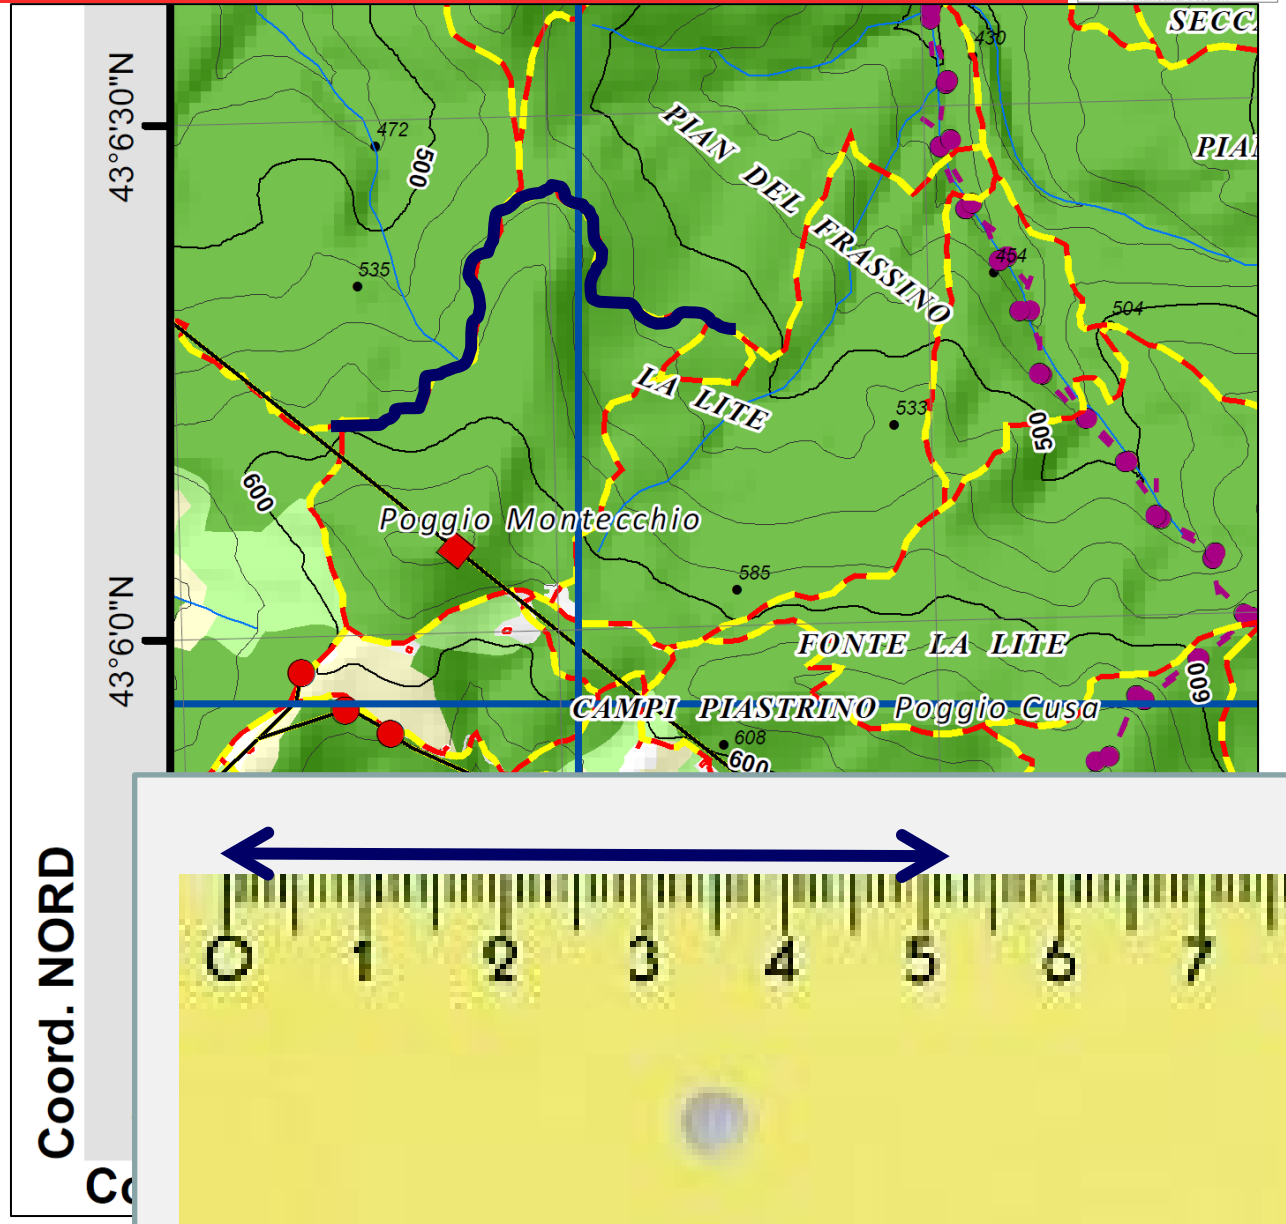 SECCA
430
43°6'30"N
472
500
PIAN DEL FRASSINO
PIA
535
454
504
LA LITE
533
500
600
Poggio Montecchio
585
43°6'0"N
FONTE LA LITE
600
CAMPI PIASTRINO
Poggio Cusa
608
600
Coord. NORD
0 1 2 3 4 5 6 7
Co